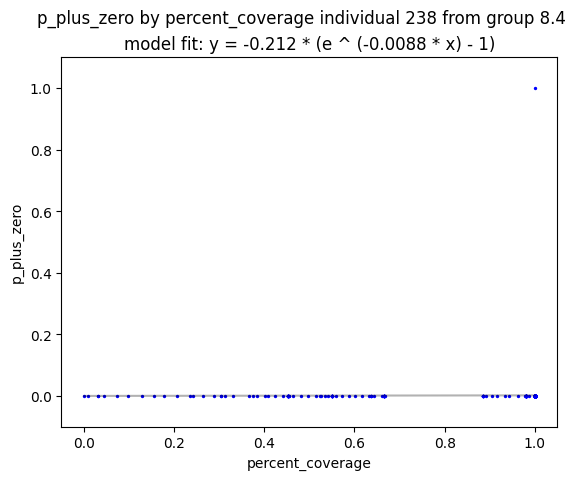 p_plus_zero by percent_coverage individual 238 from group 8.4
model fit: y = -0.212 * (e ^ (-0.0088 * x) - 1)
1.0
0.8
0.6
0.4
0.2
0.0
p_plus_zero
0.0 0.2 0.4 0.6 0.8 1.0
percent_coverage